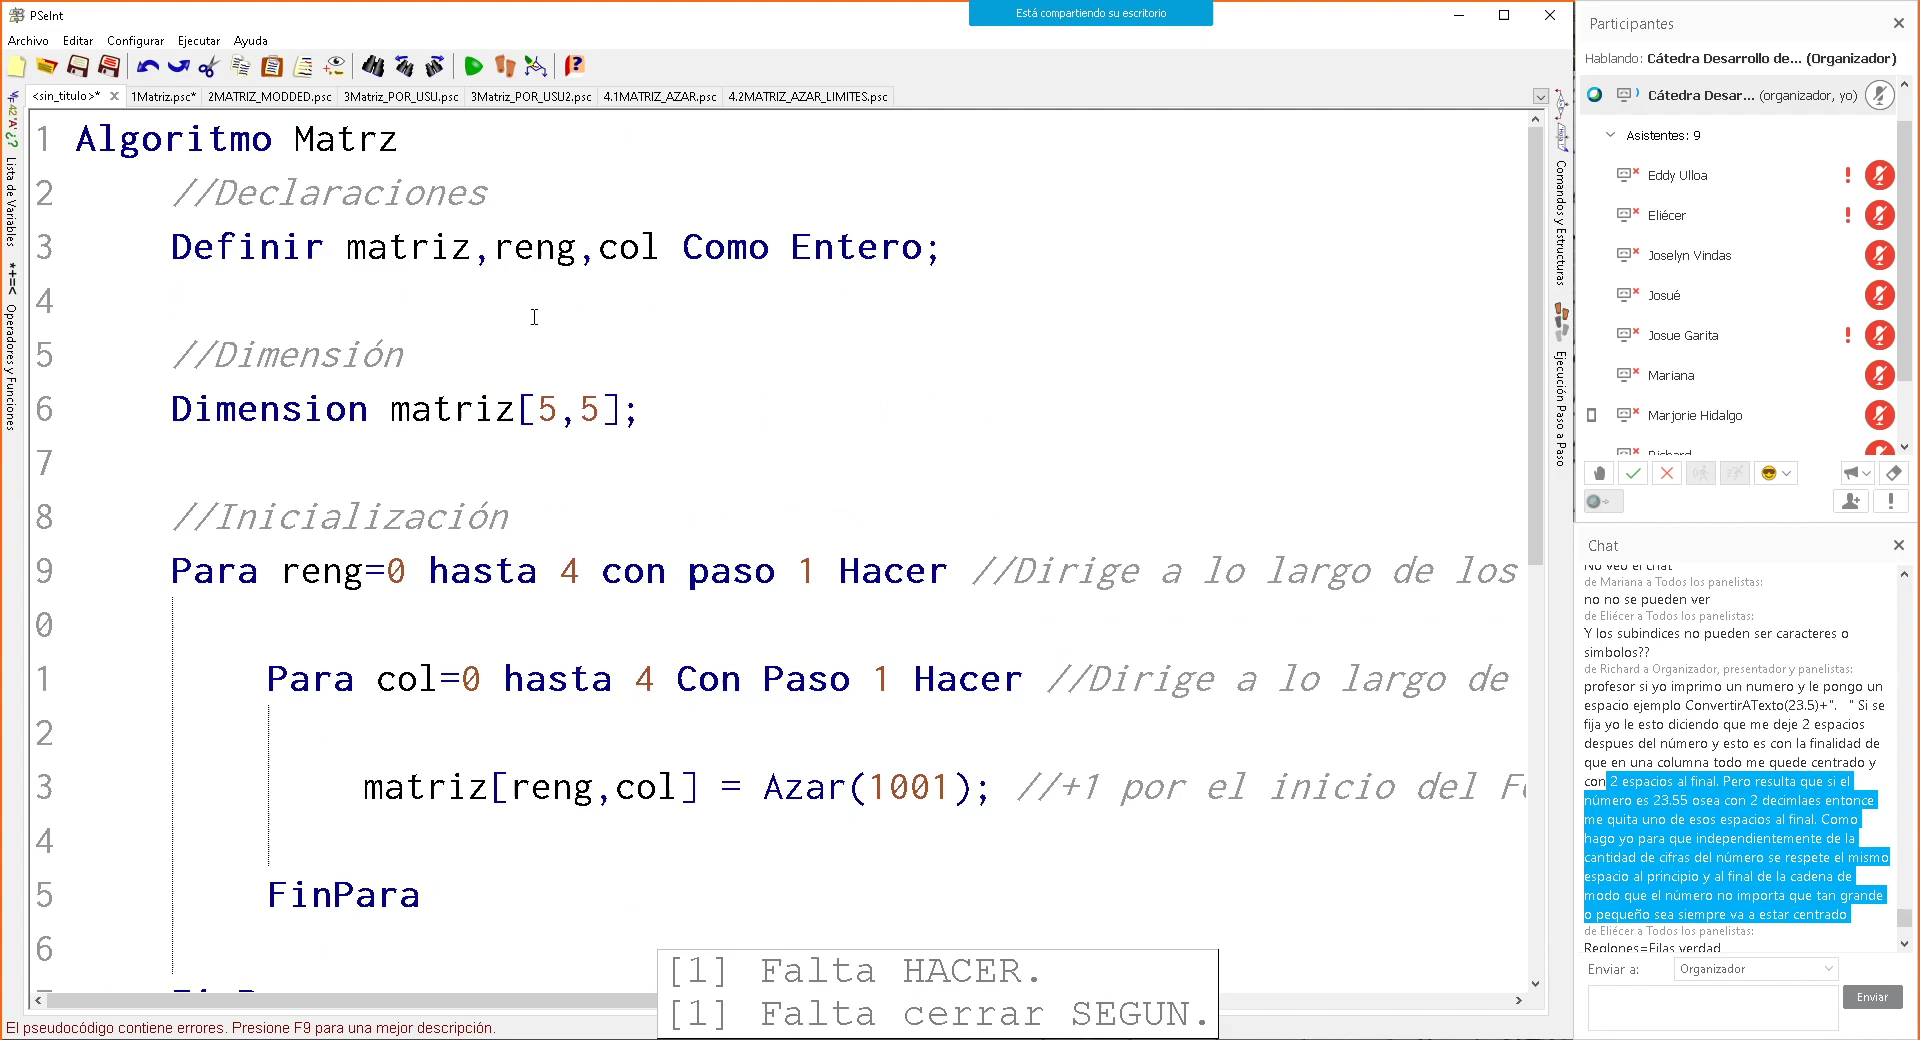 PSeInt
Está compartiendo su escritorio
Archivo Editar Configurar Ejecutar Ayuda
<sin_titulo>* 1Matriz.psc* 2MATRIZ_MODDED.psc 3Matriz_POR_USU.psc 3Matriz_POR_USU2.psc 4.1MATRIZ_AZAR.psc 4.2MATRIZ_AZAR_LIMITES.psc
Lista de Variables
Operadores y Funciones
1 Algoritmo Matrz
2 //Declaraciones
3 Definir matriz,reng,col Como Entero;
4
5 //Dimensión
6 Dimension matriz[5,5];
7
8 //Inicialización
9 Para reng=0 hasta 4 con paso 1 Hacer //Dirige a lo largo de los
0
1 Para col=0 hasta 4 Con Paso 1 Hacer //Dirige a lo largo de
2
3 matriz[reng,col] = Azar(1001); //+1 por el inicio del
4
5 FinPara
6
[1] Falta HACER.
[1] Falta cerrar SEGUN.
El pseudocódigo contiene errores. Presione F9 para una mejor descripción.
Comandos y Estructuras
Ejecución Paso a Paso
Participantes
Hablando: Cátedra Desarrollo de... (Organizador)
Cátedra Desar... (organizador, yo)
Asistentes: 9
Eddy Ulloa
Eliécer
Joselyn Vindas
Josué
Josue Garita
Mariana
Marjorie Hidalgo
Richard
Chat
No veo el chat
de Mariana a Todos los panelistas:
no no se pueden ver
de Eliécer a Todos los panelistas:
Y los subindices no pueden ser caracteres o
simbolos??
de Richard a Organizador, presentador y panelistas:
profesor si yo imprimo un numero y le pongo un
espacio ejemplo ConvertirATexto(23.5)+".  " Si se
fija yo le esto diciendo que me deje 2 espacios
despues del número y esto es con la finalidad de
que en una columna todo me quede centrado y
con 2 espacios al final. Pero resulta que si el
número es 23.55 osea con 2 decimlaes entonce
me quita uno de esos espacios al final. Como
hago yo para que independientemente de la
cantidad de cifras del número se respete el mismo
espacio al principio y al final de la cadena de
modo que el número no importa que tan grande
o pequeño sea siempre va a estar centrado
de Eliécer a Todos los panelistas:
Reglones=Filas verdad
Enviar a: Organizador
Enviar